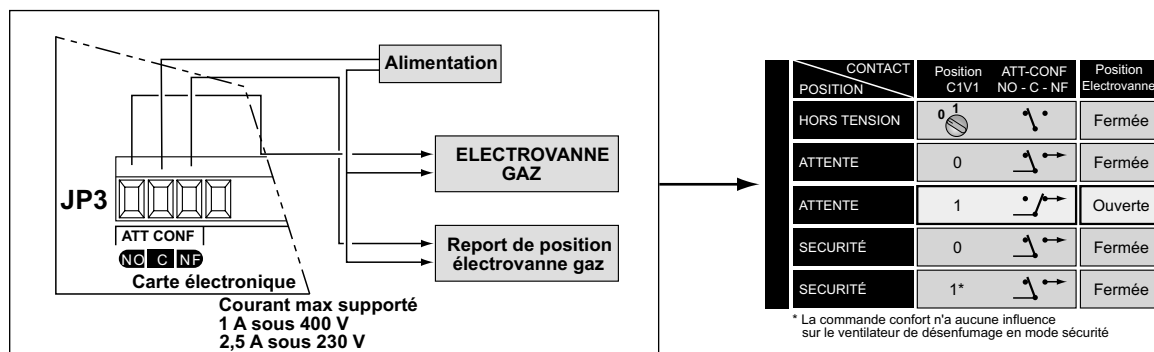 Alimentation
ELECTROVANNE
GAZ
JP3
ATT CONF
NO C NF
Carte électronique
Report de position
électrovanne gaz
Courant max supporté
1 A sous 400 V
2,5 A sous 230 V
CONTACT
POSITION
Position
C1V1
ATT-CONF
NO - C - NF
Position
Electrovanne
HORS TENSION 0 1 Fermée
ATTENTE 0 Fermée
ATTENTE 1 Ouverte
SECURITÉ 0 Fermée
SECURITÉ 1* Fermée
* La commande confort n'a aucune influence
sur le ventilateur de désenfumage en mode sécurité